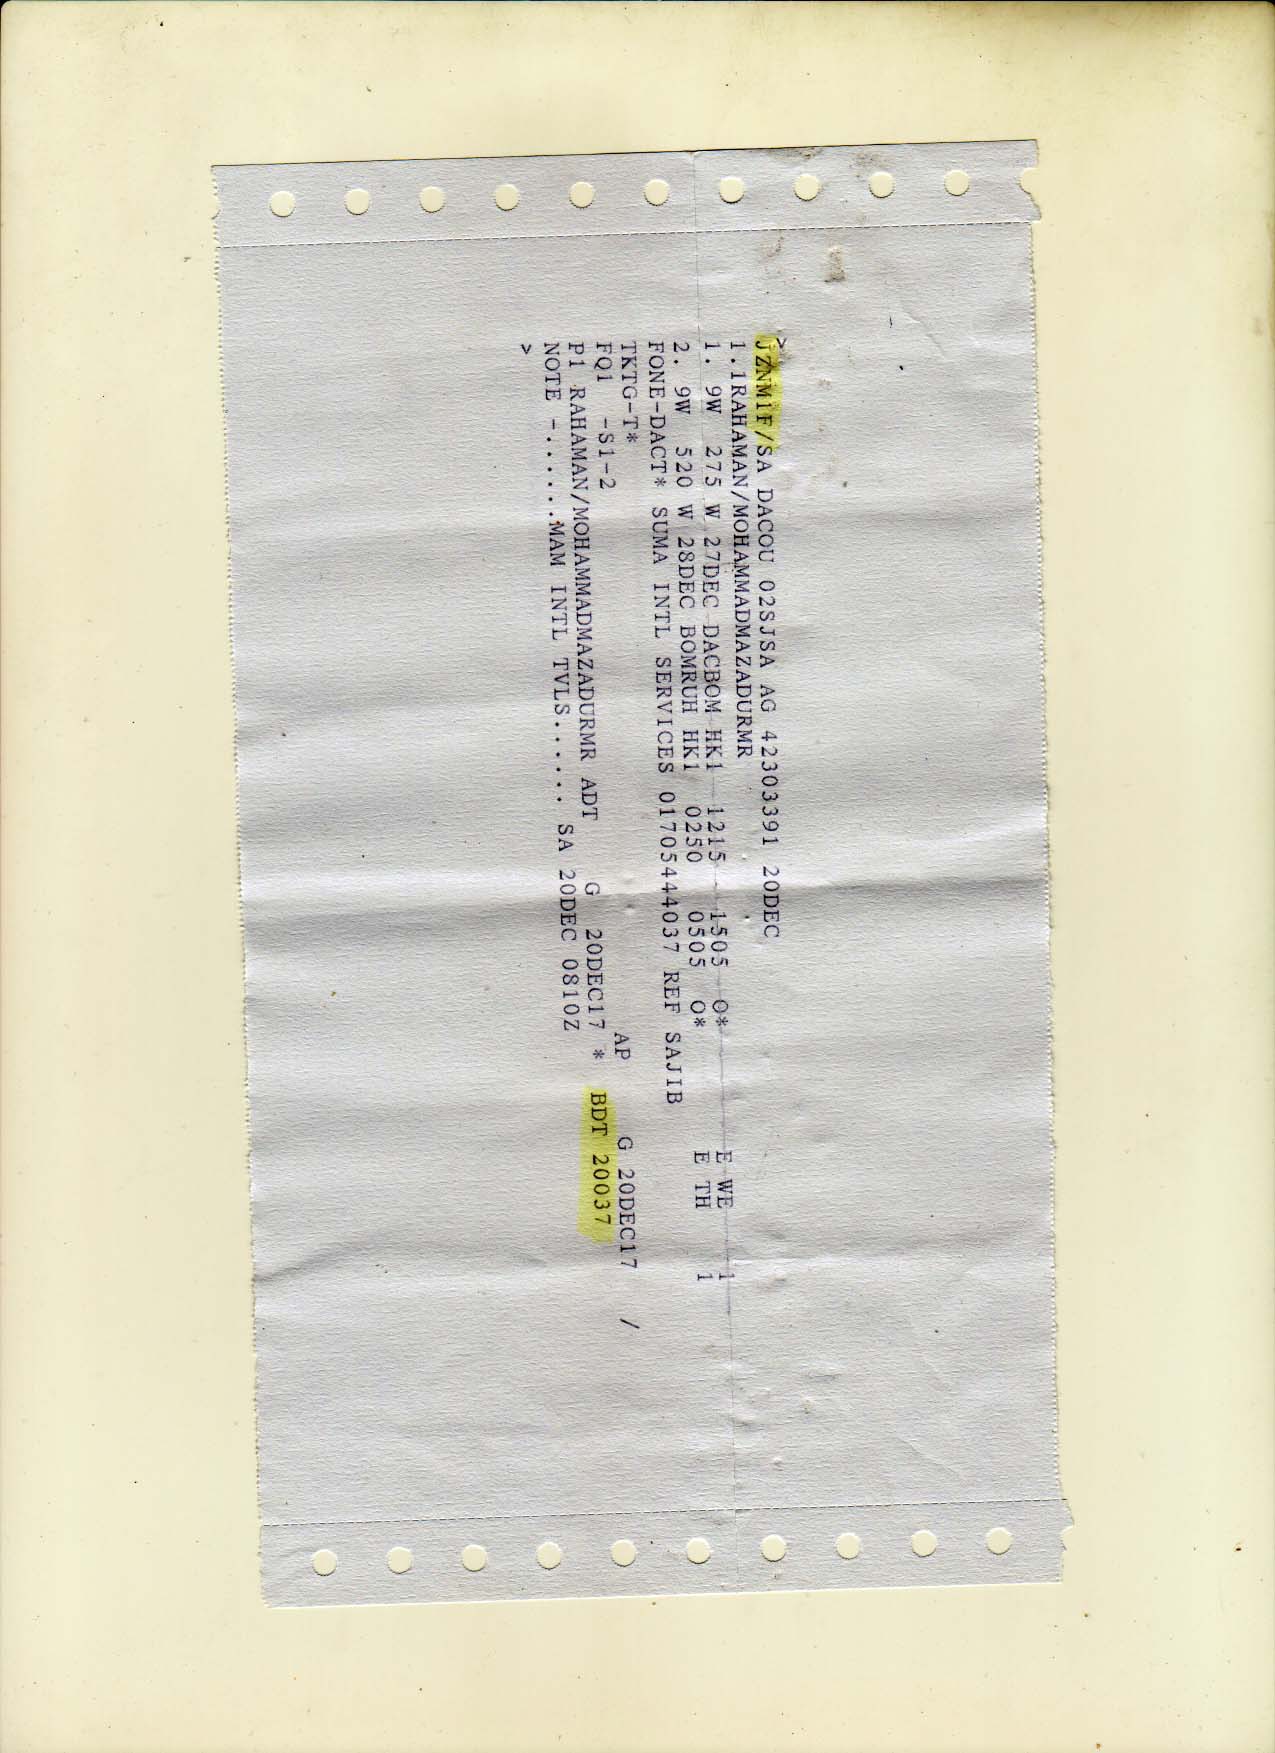 >
JZNM1F/SA DACOU 02SJSA AG 42303391 20DEC
1.1RAHAMAN/MOHAMMADMAZADURMR
1. 9W 275 W 27DEC DACBOM HK1 1215 1505 O* E WE 1
2. 9W 520 W 28DEC BOMRUH HK1 0250 0505 O* E TH 1
FONE-DACT* SUMA INTL SERVICES 01705444037 REF SAJIB
TKTG-T*
FQ1 -S1-2 AP G 20DEC17 /
P1 RAHAMAN/MOHAMMADMAZADURMR ADT G 20DEC17 * BDT 20037
NOTE -.......MAM INTL TVLS....... SA 20DEC 0810Z
>